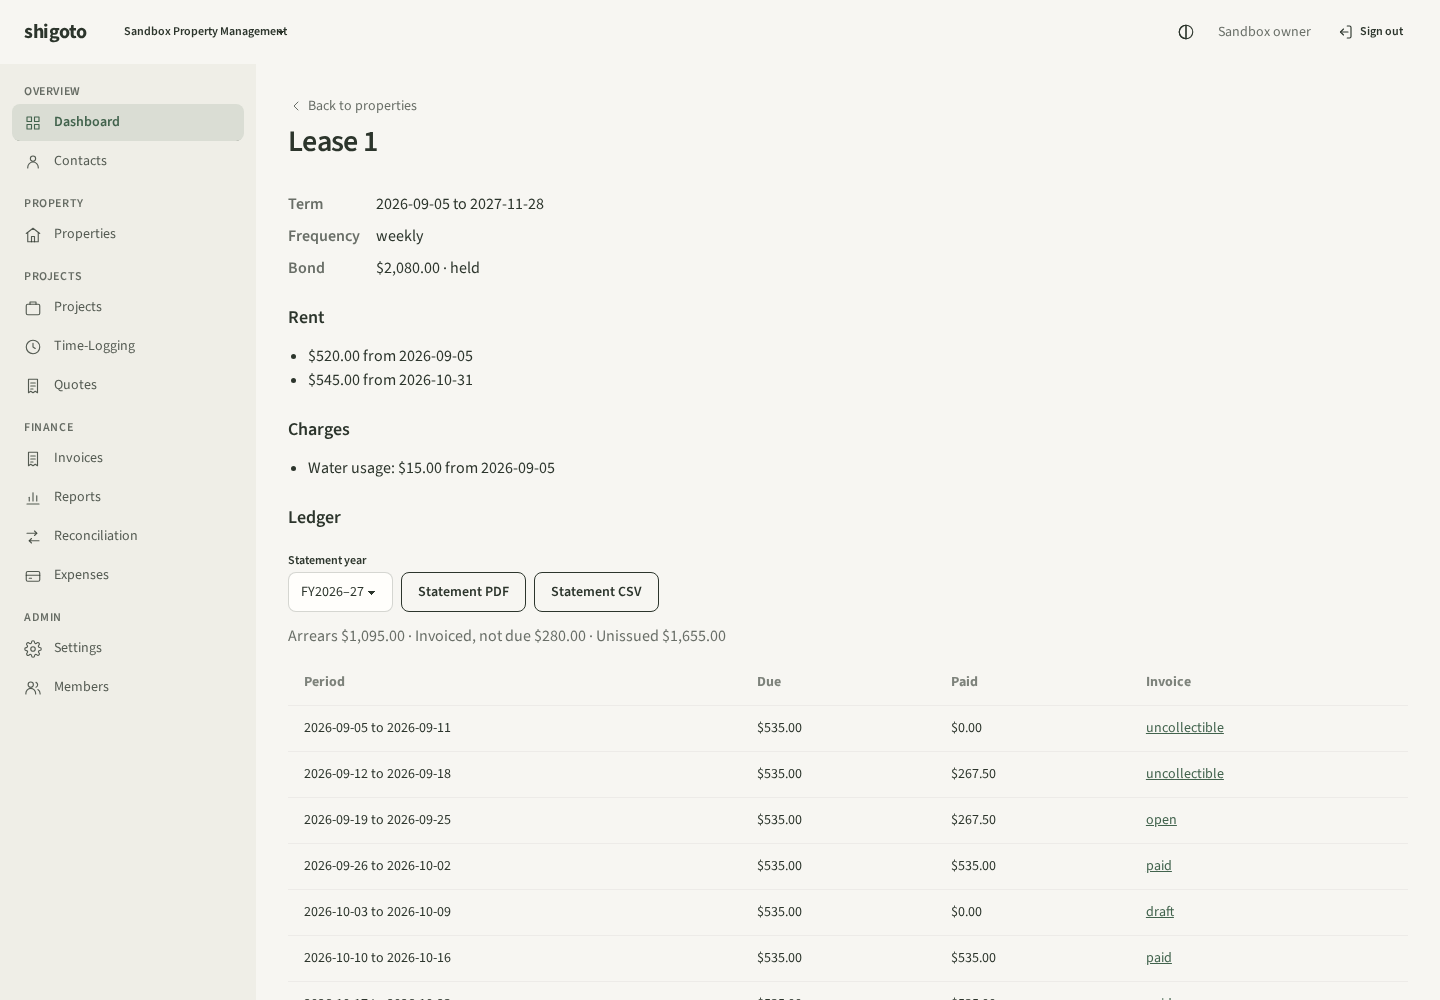 shigoto
Sandbox Property Management
Sandbox owner
Sign out
OVERVIEW
Dashboard
Contacts
PROPERTY
Properties
PROJECTS
Projects
Time-Logging
Quotes
FINANCE
Invoices
Reports
Reconciliation
Expenses
ADMIN
Settings
Members
Back to properties
Lease 1
Term 2026-09-05 to 2027-11-28
Frequency weekly
Bond $2,080.00 · held
Rent
• $520.00 from 2026-09-05
• $545.00 from 2026-10-31
Charges
• Water usage: $15.00 from 2026-09-05
Ledger
Statement year
FY2026–27 Statement PDF Statement CSV
Arrears $1,095.00 · Invoiced, not due $280.00 · Unissued $1,655.00
Period Due Paid Invoice
2026-09-05 to 2026-09-11 $535.00 $0.00 uncollectible
2026-09-12 to 2026-09-18 $535.00 $267.50 uncollectible
2026-09-19 to 2026-09-25 $535.00 $267.50 open
2026-09-26 to 2026-10-02 $535.00 $535.00 paid
2026-10-03 to 2026-10-09 $535.00 $0.00 draft
2026-10-10 to 2026-10-16 $535.00 $535.00 paid